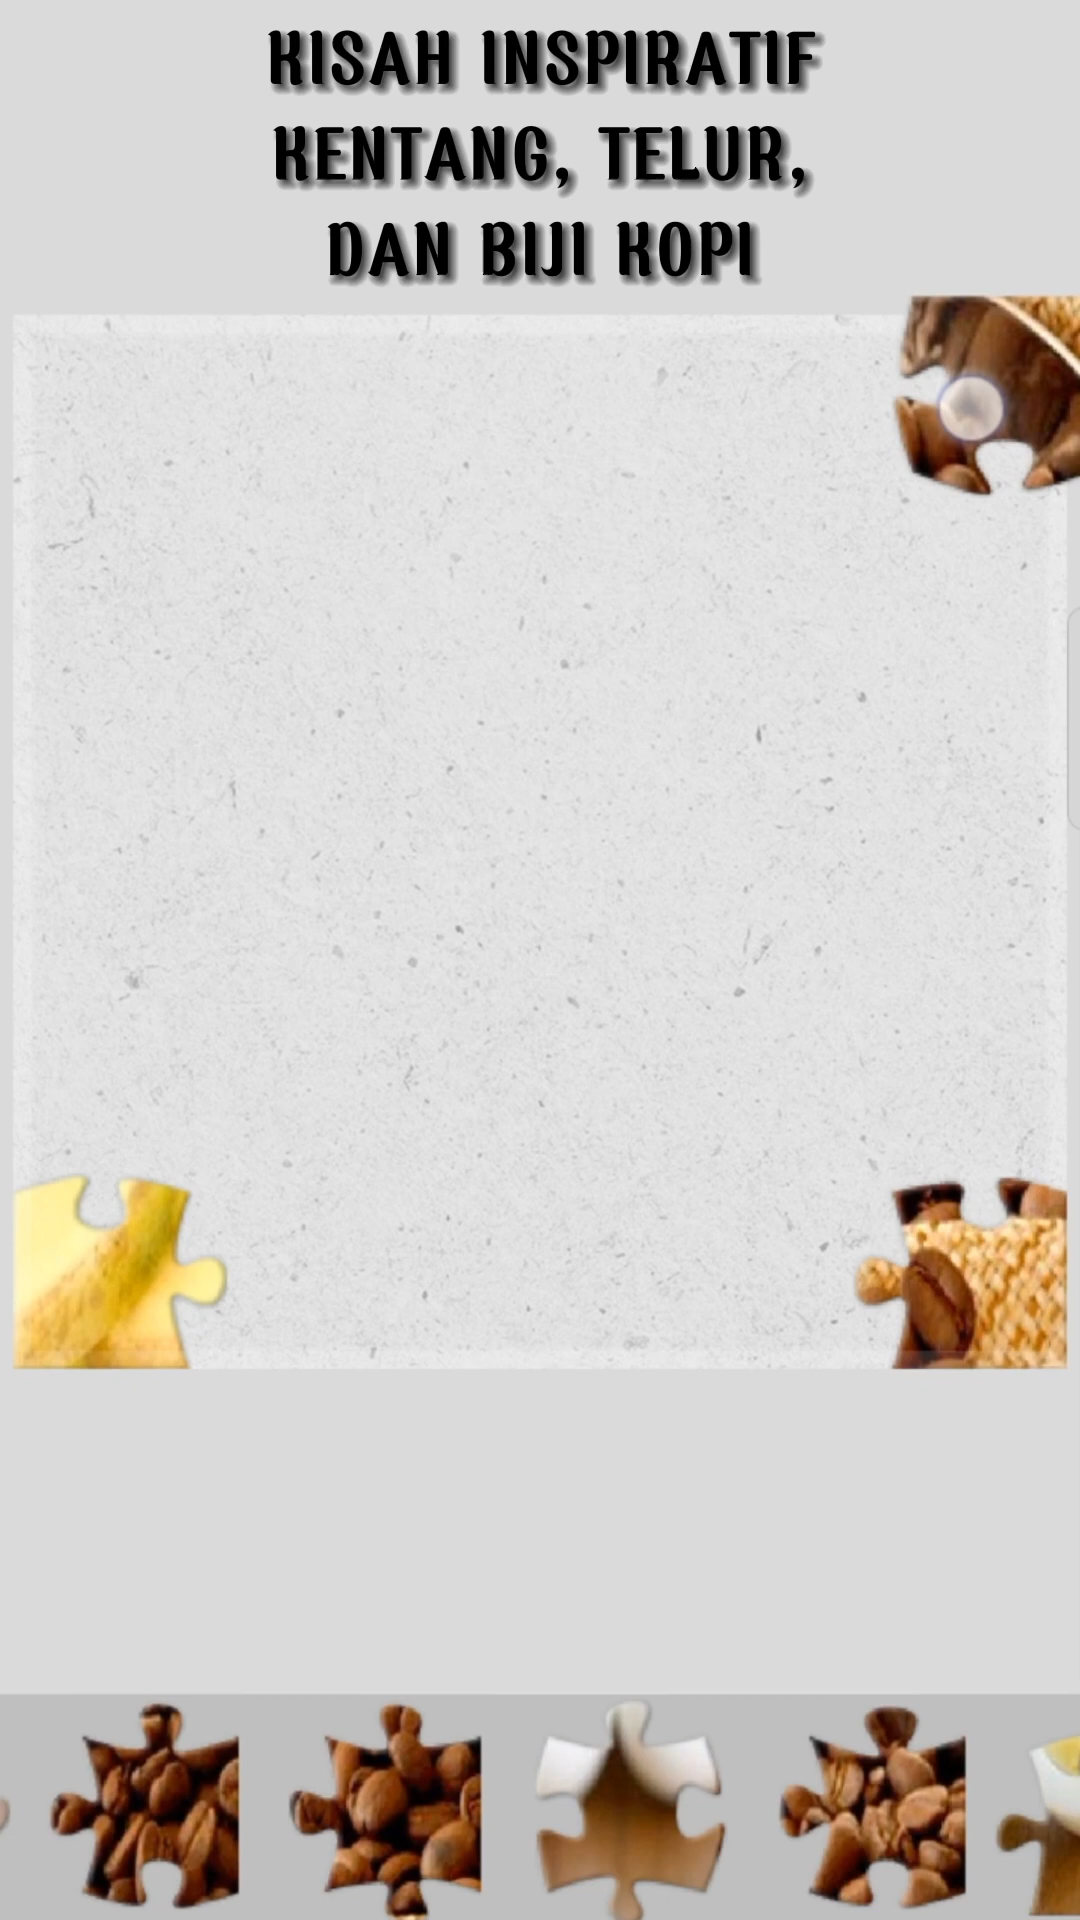 KISAH INSPIRATIF
KENTANG, TELUR,
DAN BIJI KOPI